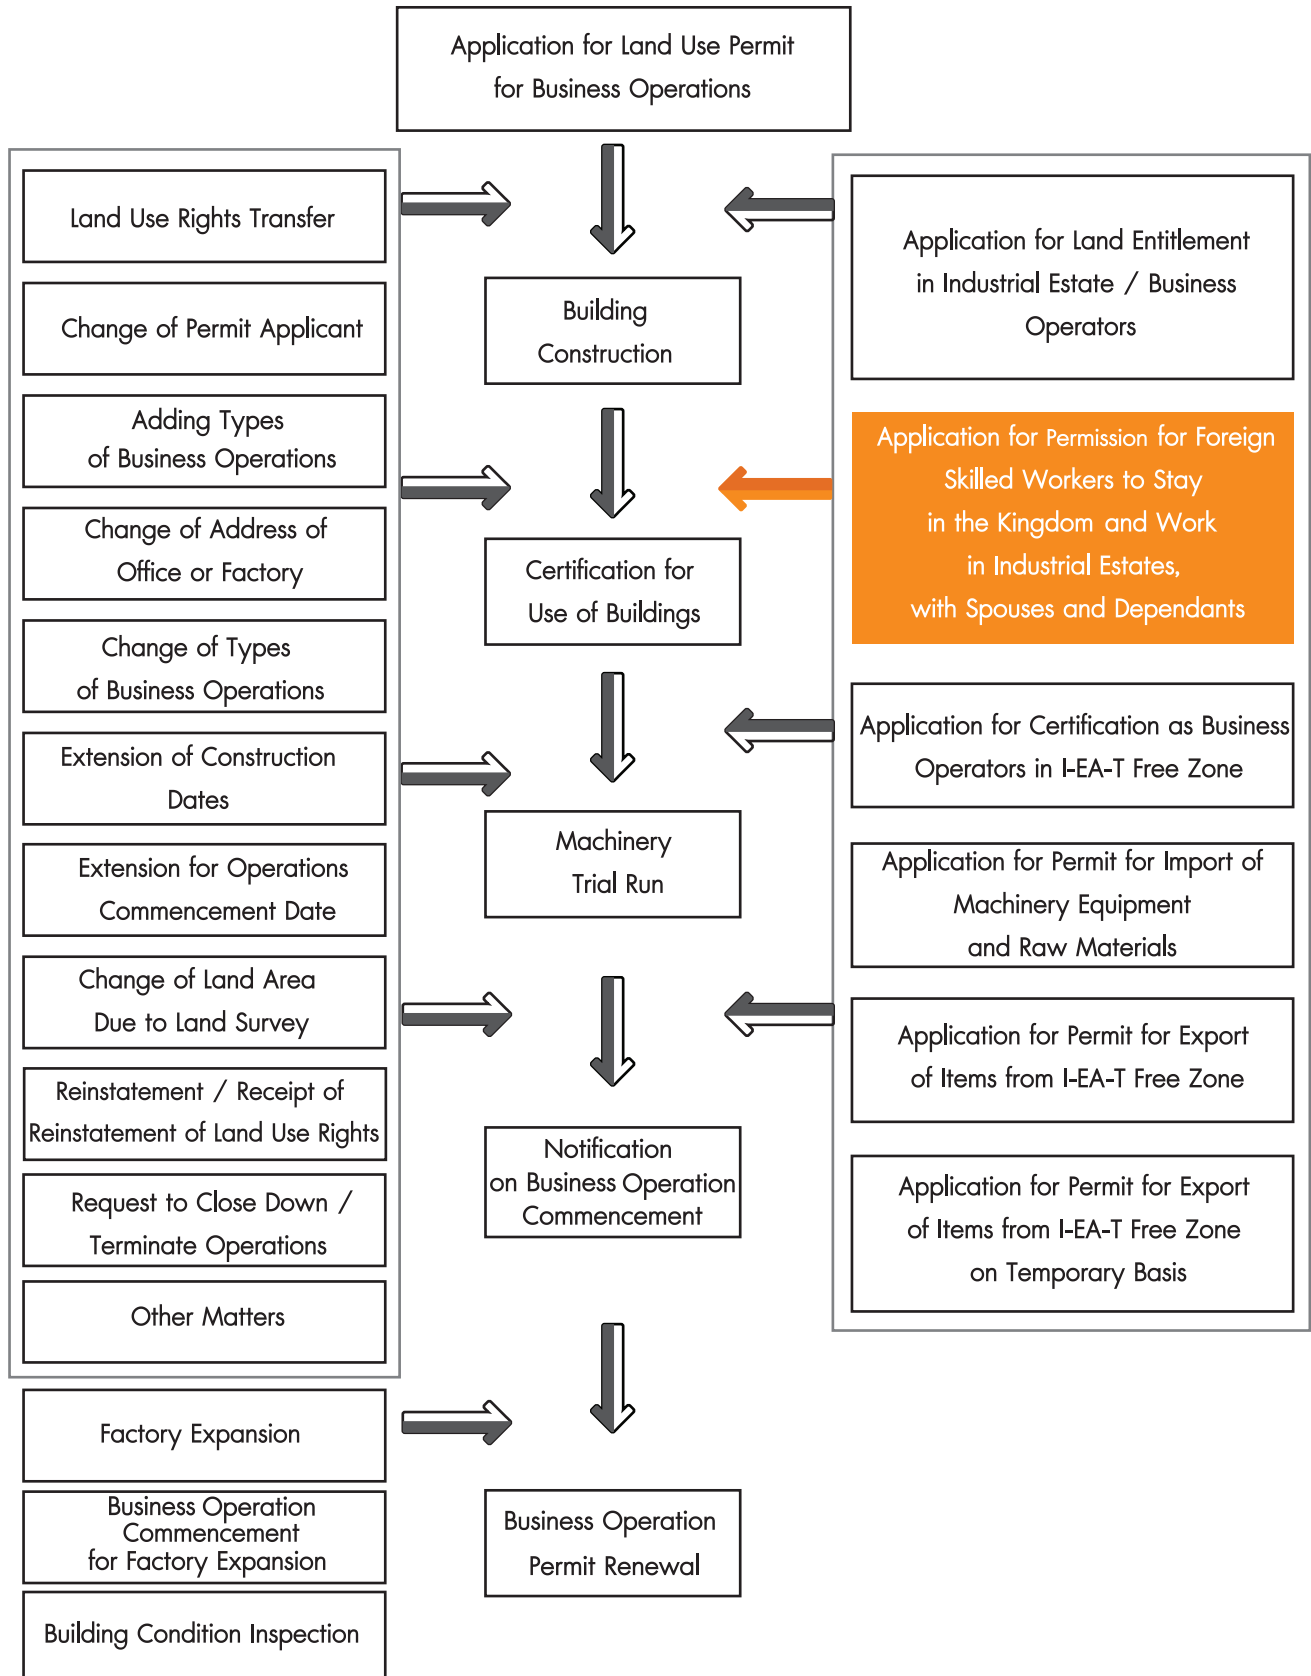 Application for Land Use Permit
for Business Operations
Land Use Rights Transfer
Change of Permit Applicant
Adding Types
of Business Operations
Change of Address of
Office or Factory
Change of Types
of Business Operations
Extension of Construction
Dates
Extension for Operations
Commencement Date
Change of Land Area
Due to Land Survey
Reinstatement / Receipt of
Reinstatement of Land Use Rights
Request to Close Down /
Terminate Operations
Other Matters
Factory Expansion
Business Operation
Commencement
for Factory Expansion
Building Condition Inspection
Building
Construction
Certification for
Use of Buildings
Machinery
Trial Run
Notification
on Business Operation
Commencement
Business Operation
Permit Renewal
Application for Land Entitlement
in Industrial Estate / Business
Operators
Application for Permission for Foreign
Skilled Workers to Stay
in the Kingdom and Work
in Industrial Estates,
with Spouses and Dependants
Application for Certification as Business
Operators in I-EA-T Free Zone
Application for Permit for Import of
Machinery Equipment
and Raw Materials
Application for Permit for Export
of Items from I-EA-T Free Zone
Application for Permit for Export
of Items from I-EA-T Free Zone
on Temporary Basis